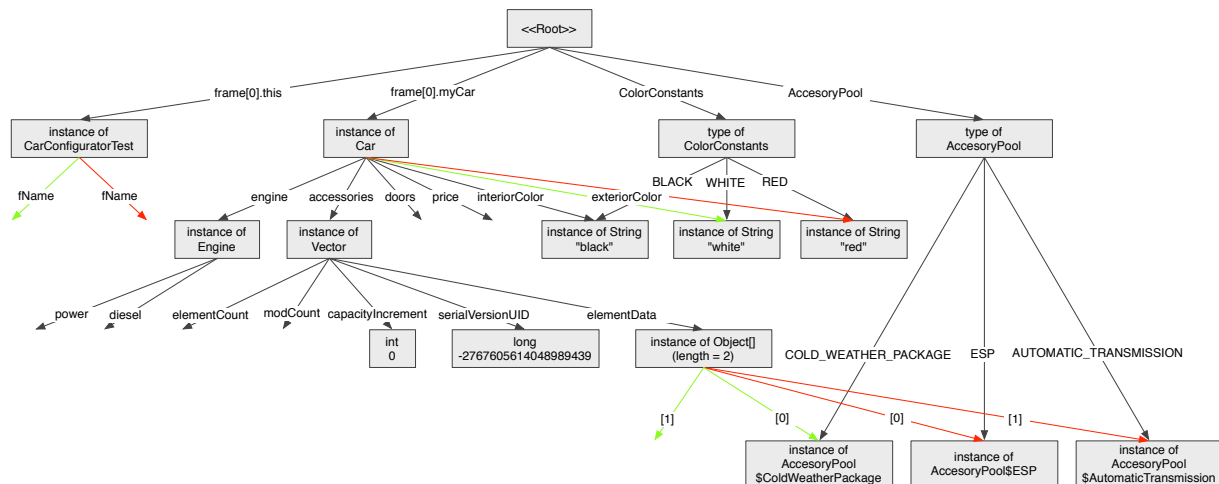 <<Root>>
frame[0].this
frame[0].myCar
ColorConstants
AccesoryPool
instance of
CarConfiguratorTest
instance of
Car
type of
ColorConstants
type of
AccesoryPool
fName
fName
engine
accessories
doors
price
interiorColor
exteriorColor
BLACK
WHITE
RED
instance of
Engine
instance of
Vector
instance of String
"black"
instance of String
"white"
instance of String
"red"
power
diesel
elementCount
modCount
capacityIncrement
serialVersionUID
elementData
int
0
long
-2767605614048989439
instance of Object[]
(length = 2)
COLD_WEATHER_PACKAGE
ESP
AUTOMATIC_TRANSMISSION
[1]
[0]
[0]
[1]
instance of
AccesoryPool
$ColdWeatherPackage
instance of
AccesoryPool$ESP
instance of
AccesoryPool
$AutomaticTransmission